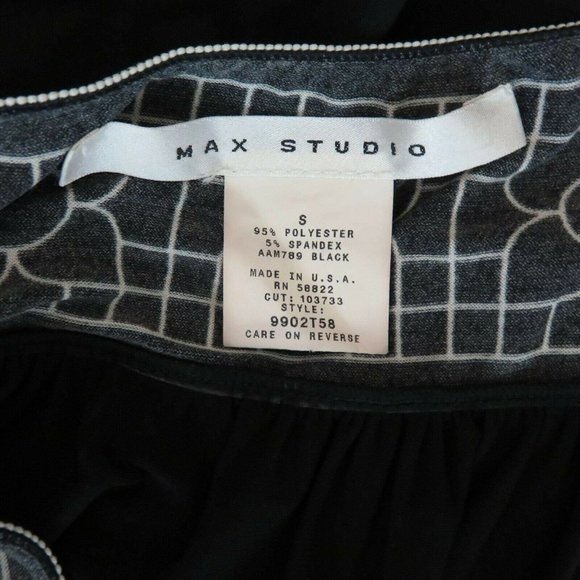 MAX STUDIO
S
95% POLYESTER
5% SPANDEX
AAM789 BLACK
MADE IN U.S.A.
RN 58822
CUT: 103733
STYLE:
9902T58
CARE ON REVERSE